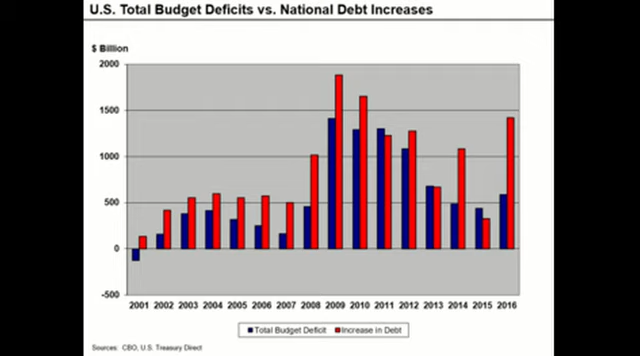 U.S. Total Budget Deficits vs. National Debt Increases
$ Billion
2000
1500
1000
500
0
-500
2001 2002 2003 2004 2005 2006 2007 2008 2009 2010 2011 2012 2013 2014 2015 2016
Total Budget Deficit Increase in Debt
Sources: CBO, U.S. Treasury Direct